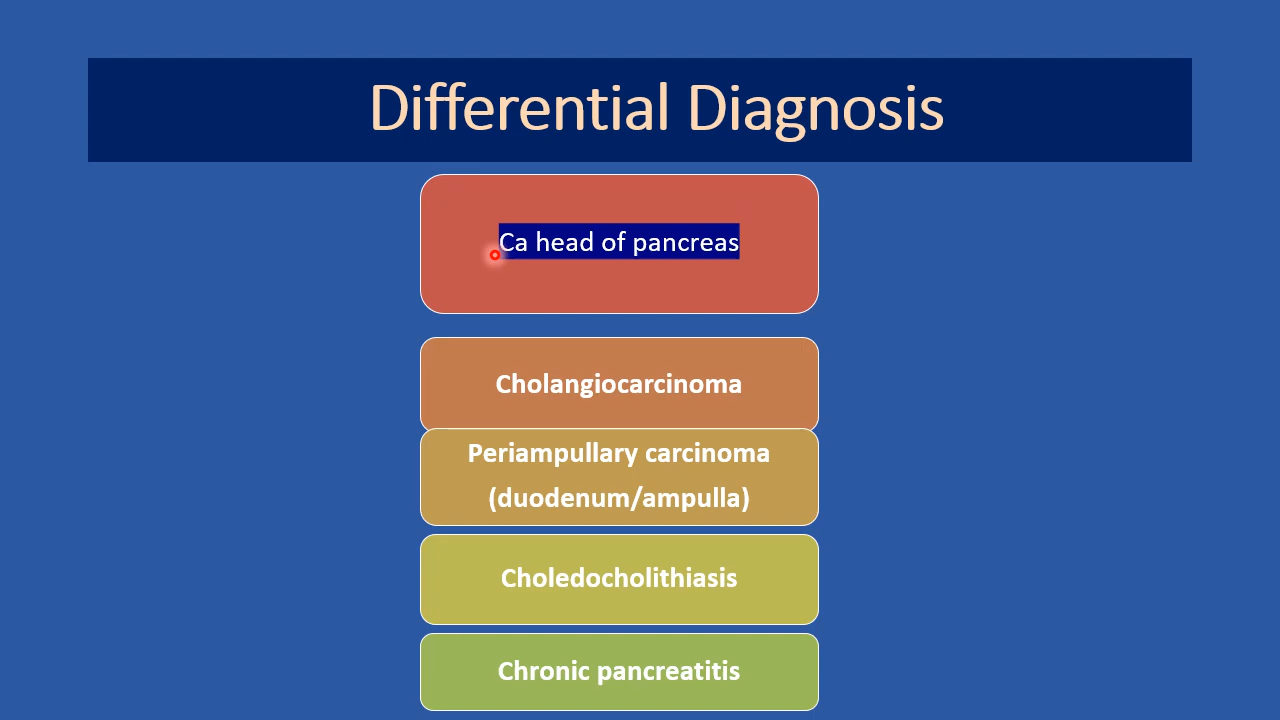 Differential Diagnosis
Ca head of pancreas
Cholangiocarcinoma
Periampullary carcinoma
(duodenum/ampulla)
Choledocholithiasis
Chronic pancreatitis